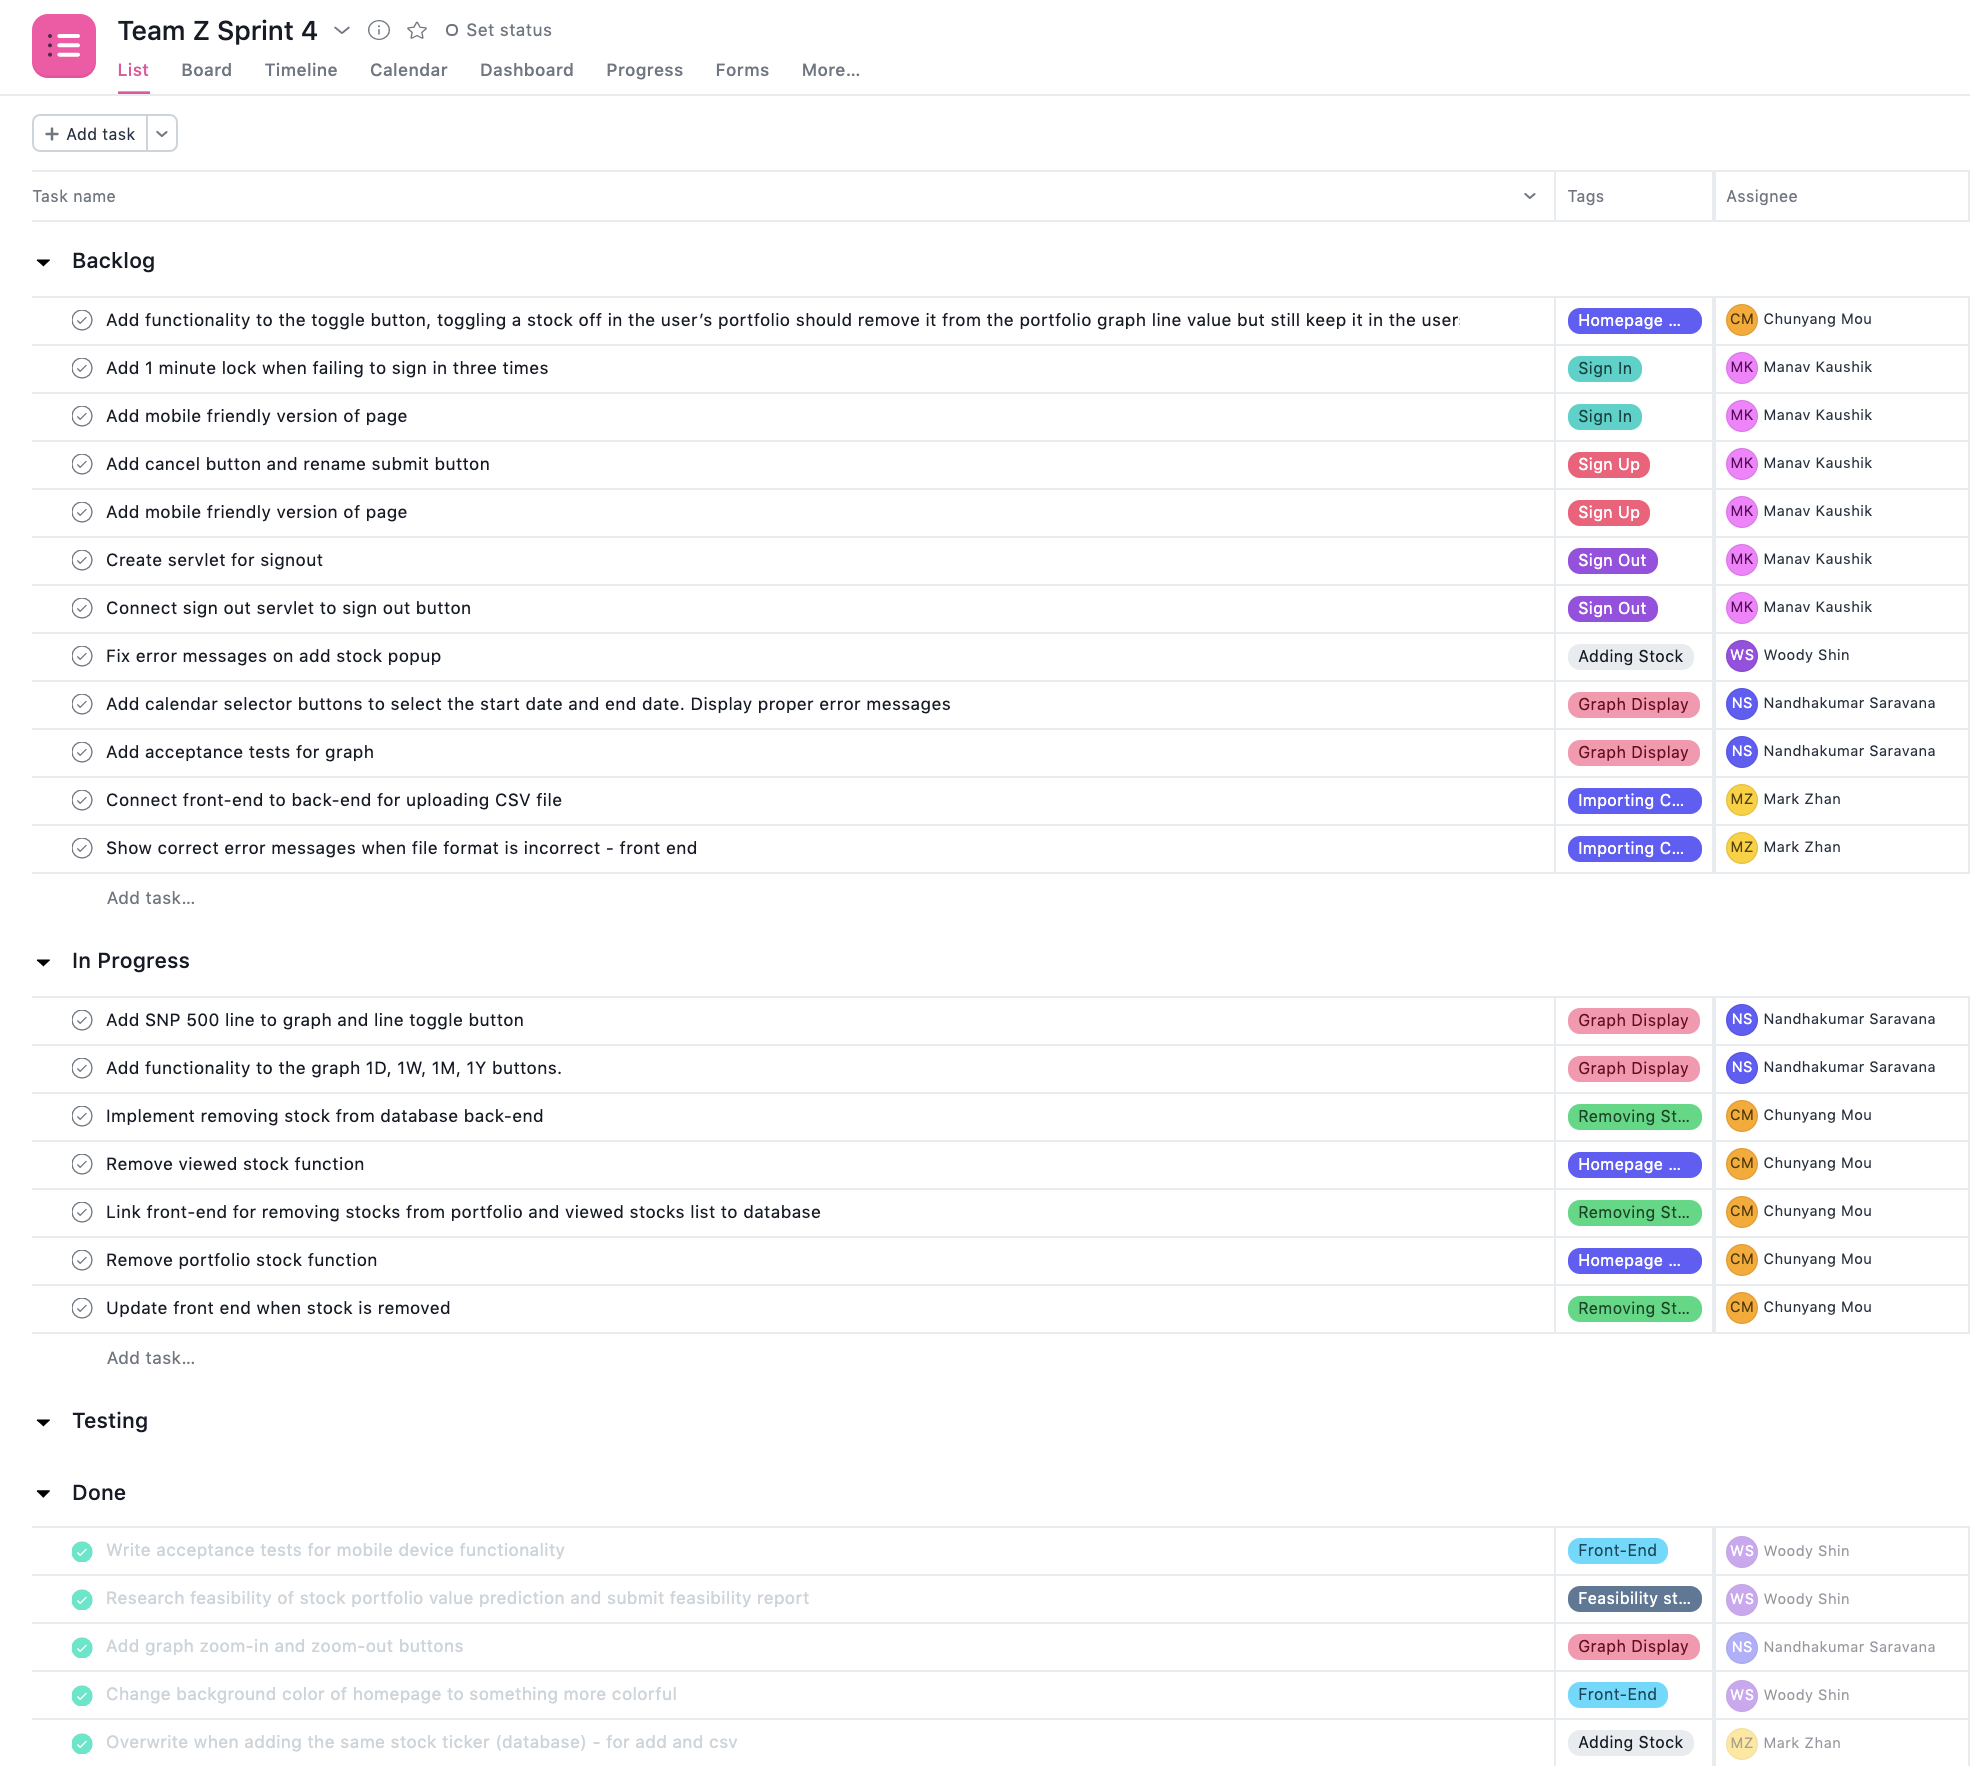 Team Z Sprint 4
Set status
List Board Timeline Calendar Dashboard Progress Forms More...
+ Add task
Task name Tags Assignee
Backlog
Add functionality to the toggle button, toggling a stock off in the user's portfolio should remove it from the portfolio graph line value but still keep it in the user Homepage ... CM Chunyang Mou
Add 1 minute lock when failing to sign in three times Sign In MK Manav Kaushik
Add mobile friendly version of page Sign In MK Manav Kaushik
Add cancel button and rename submit button Sign Up MK Manav Kaushik
Add mobile friendly version of page Sign Up MK Manav Kaushik
Create servlet for signout Sign Out MK Manav Kaushik
Connect sign out servlet to sign out button Sign Out MK Manav Kaushik
Fix error messages on add stock popup Adding Stock WS Woody Shin
Add calendar selector buttons to select the start date and end date. Display proper error messages Graph Display NS Nandhakumar Saravana
Add acceptance tests for graph Graph Display NS Nandhakumar Saravana
Connect front-end to back-end for uploading CSV file Importing C... MZ Mark Zhan
Show correct error messages when file format is incorrect - front end Importing C... MZ Mark Zhan
Add task...
In Progress
Add SNP 500 line to graph and line toggle button Graph Display NS Nandhakumar Saravana
Add functionality to the graph 1D, 1W, 1M, 1Y buttons. Graph Display NS Nandhakumar Saravana
Implement removing stock from database back-end Removing St... CM Chunyang Mou
Remove viewed stock function Homepage ... CM Chunyang Mou
Link front-end for removing stocks from portfolio and viewed stocks list to database Removing St... CM Chunyang Mou
Remove portfolio stock function Homepage ... CM Chunyang Mou
Update front end when stock is removed Removing St... CM Chunyang Mou
Add task...
Testing
Done
Write acceptance tests for mobile device functionality Front-End WS Woody Shin
Research feasibility of stock portfolio value prediction and submit feasibility report Feasibility st... WS Woody Shin
Add graph zoom-in and zoom-out buttons Graph Display NS Nandhakumar Saravana
Change background color of homepage to something more colorful Front-End WS Woody Shin
Overwrite when adding the same stock ticker (database) - for add and csv Adding Stock MZ Mark Zhan